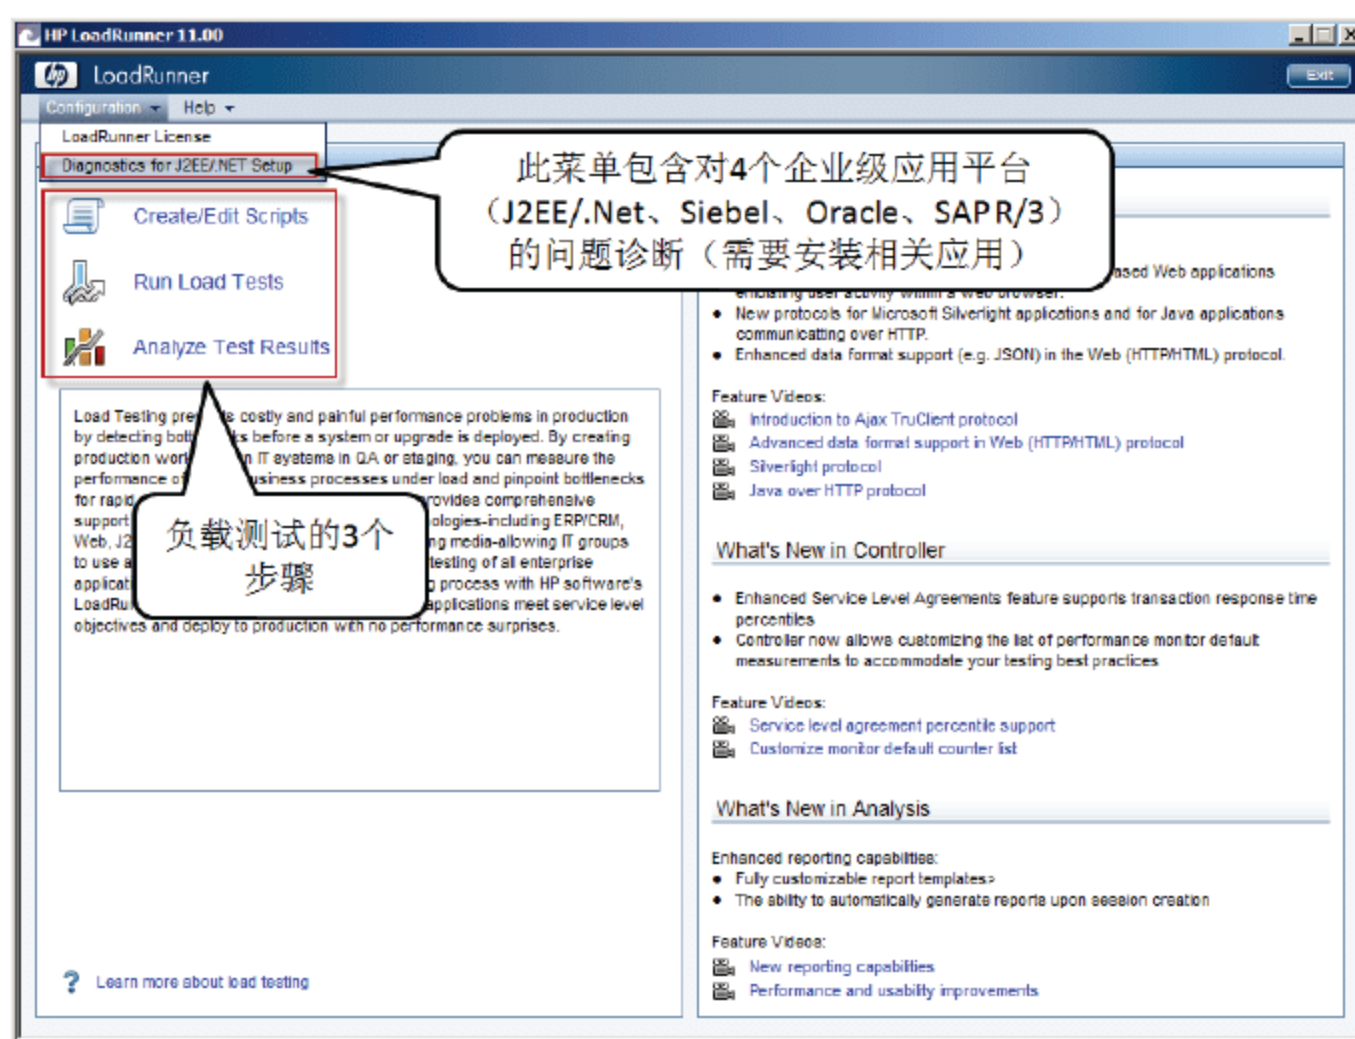 HP LoadRunner 11.00
hp LoadRunner
Exit
Configuration Help
LoadRunner License
Diagnostics for J2EE/.NET Setup
此菜单包含对4个企业级应用平台
（J2EE/.Net、Siebel、Oracle、SAPR/3）
的问题诊断（需要安装相关应用）
Create/Edit Scripts
Run Load Tests
Analyze Test Results
负载测试的3个
步骤
Load Testing costly and painful performance problems in production
by detecting before a system or upgrade is deployed. By creating
production IT systems in QA or staging, you can measure the
performance of business processes under load and pinpoint bottlenecks
for rapid provides comprehensive
support ologies-including ERP/CRM,
Web, ng media-allowing IT groups
to use a testing of all enterprise
process with HP software's
applications meet service level
objectives and deploy to production with no performance surprises.
Learn more about load testing
ased Web applications
emulating user activity within a web browser.
• New protocols for Microsoft Silverlight applications and for Java applications
communicatting over HTTP.
• Enhanced data format support (e.g. JSON) in the Web (HTTP/HTML) protocol.
Feature Videos:
Introduction to Ajax TruClient protocol
Advanced data format support in Web (HTTP/HTML) protocol
Silverlight protocol
Java over HTTP protocol
What's New in Controller
• Enhanced Service Level Agreements feature supports transaction response time
percentiles
• Controller now allows customizing the list of performance monitor default
measurements to accommodate your testing best practices
Feature Videos:
Service level agreement percentile support
Customize monitor default counter list
What's New in Analysis
Enhanced reporting capabilities:
• Fully customizable report templates>
• The ability to automatically generate reports upon session creation
Feature Videos:
New reporting capabilities
Performance and usability improvements